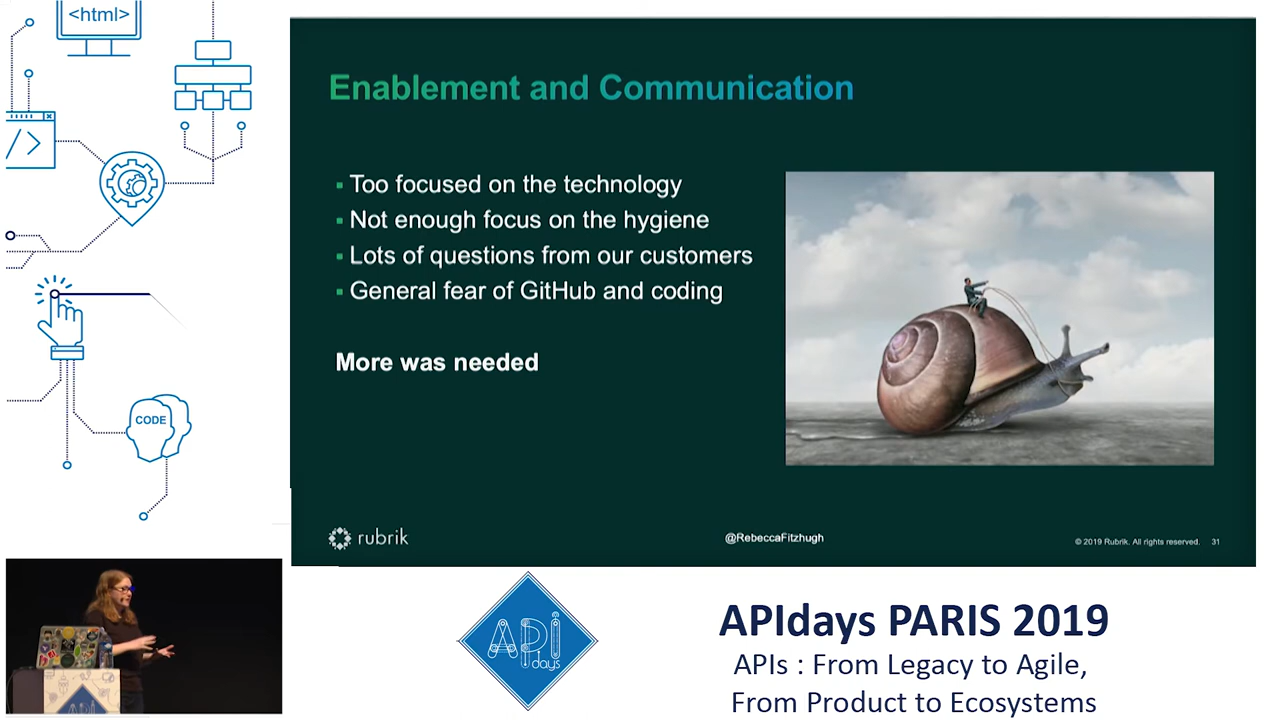 <html>
</>
CODE
Enablement and Communication
Too focused on the technology
Not enough focus on the hygiene
Lots of questions from our customers
General fear of GitHub and coding
More was needed
rubrik
@RebeccaFitzhugh
© 2019 Rubrik. All rights reserved. 31
API
days
APIdays PARIS 2019
APIs : From Legacy to Agile,
From Product to Ecosystems
API